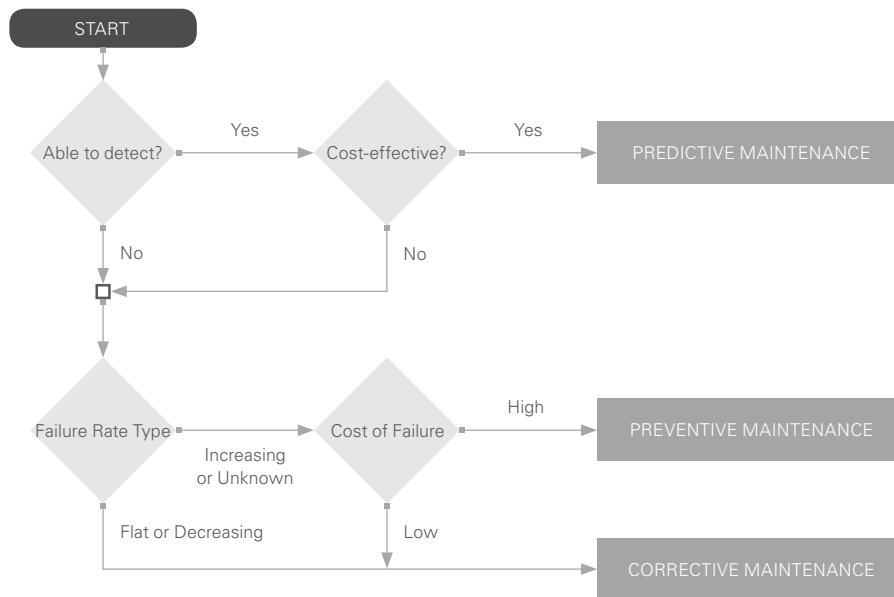 START
Able to detect?
Yes
Cost-effective?
Yes
PREDICTIVE MAINTENANCE
No
No
Failure Rate Type
Increasing
or Unknown
Cost of Failure
High
PREVENTIVE MAINTENANCE
Flat or Decreasing
Low
CORRECTIVE MAINTENANCE